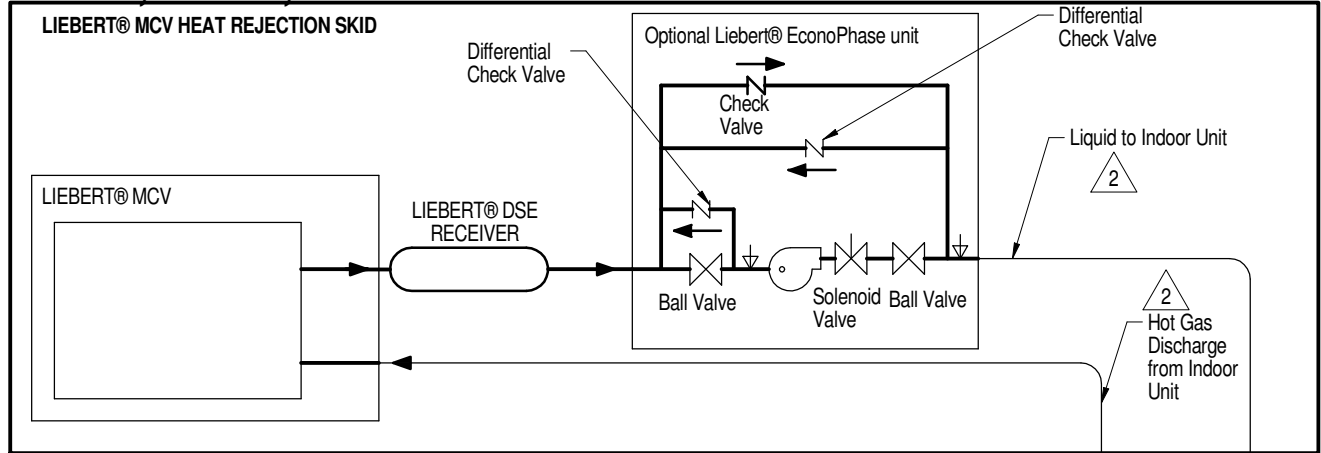 LIEBERT® MCV HEAT REJECTION SKID
Differential
Check Valve
Optional Liebert® EconoPhase unit
Differential
Check Valve
Check
Valve
Liquid to Indoor Unit
2
LIEBERT® MCV
LIEBERT® DSE
RECEIVER
Ball Valve
Solenoid
Valve
Ball Valve
2
Hot Gas
Discharge
from Indoor
Unit